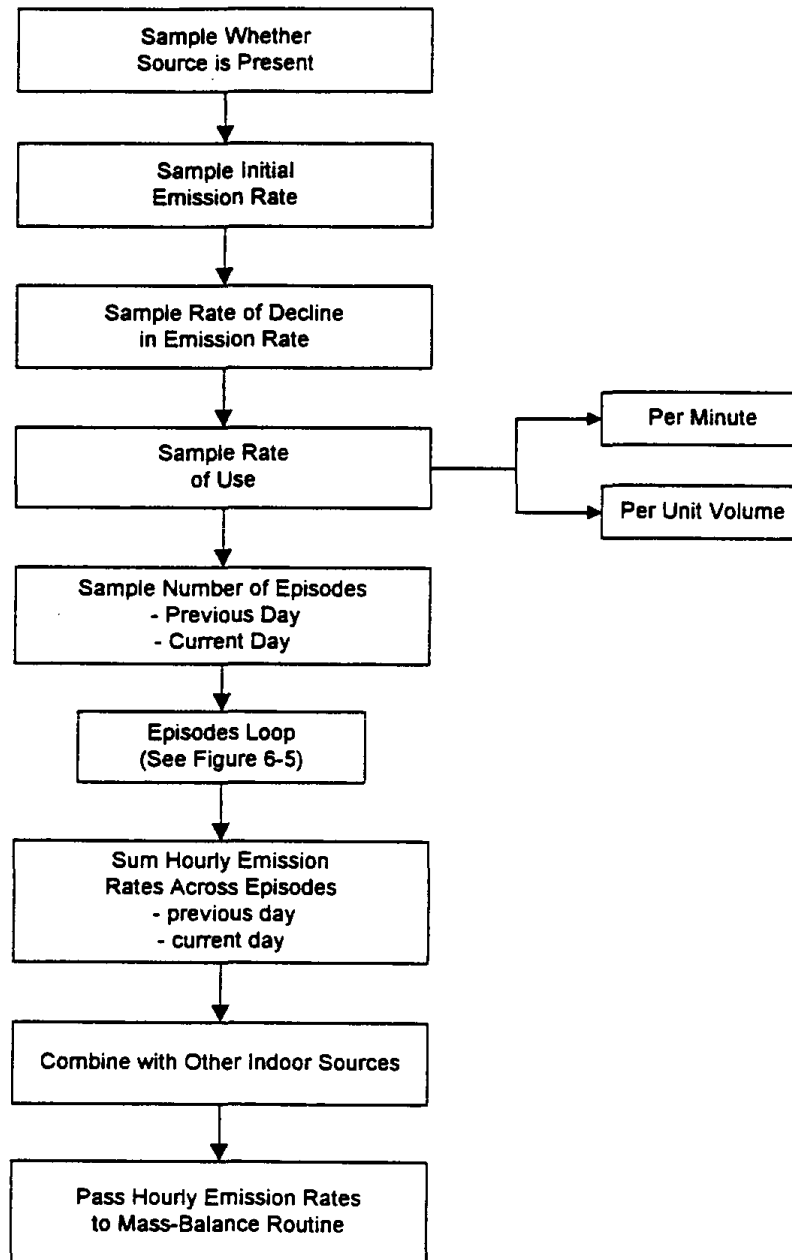 Sample Whether
Source is Present
Sample Initial
Emission Rate
Sample Rate of Decline
in Emission Rate
Sample Rate
of Use
Per Minute
Per Unit Volume
Sample Number of Episodes
- Previous Day
- Current Day
Episodes Loop
(See Figure 6-5)
Sum Hourly Emission
Rates Across Episodes
- previous day
- current day
Combine with Other Indoor Sources
Pass Hourly Emission Rates
to Mass-Balance Routine